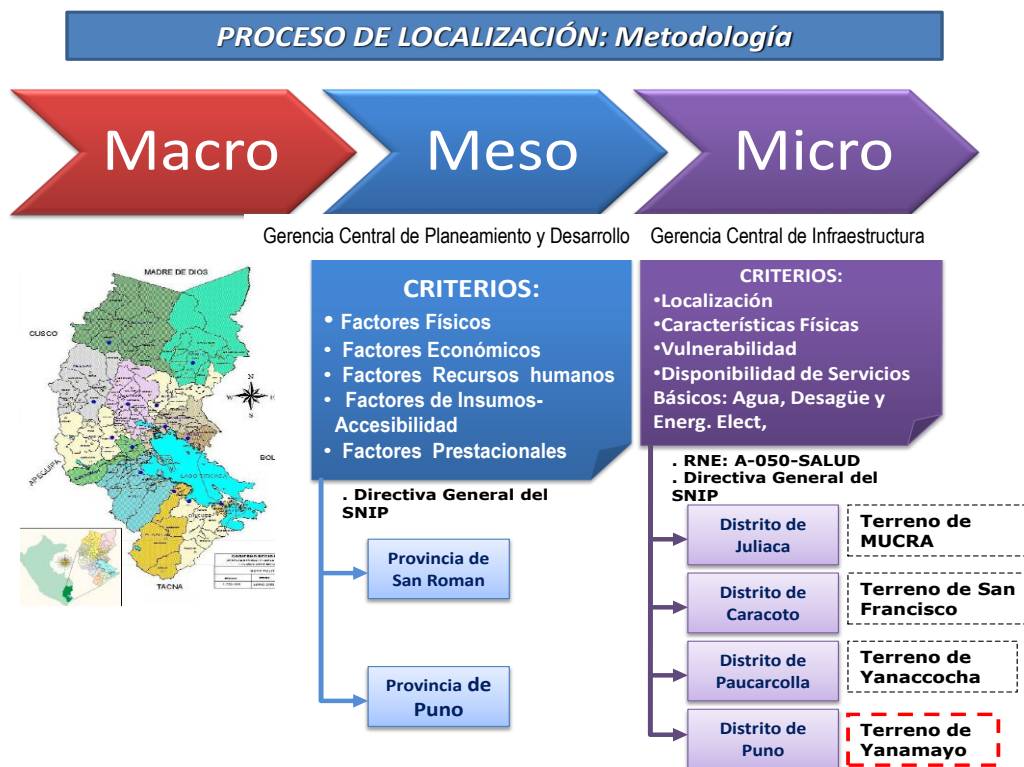 PROCESO DE LOCALIZACIÓN: Metodología
Macro
Meso
Micro
Gerencia Central de Planeamiento y Desarrollo
Gerencia Central de Infraestructura
MADRE DE DIOS
CUSCO
AREQUIPA
LAGO TITICACA
BOL
TACNA
N
W
CRITERIOS:
• Factores Físicos
• Factores Económicos
• Factores Recursos humanos
• Factores de Insumos-
Accesibilidad
• Factores Prestacionales
. Directiva General del
SNIP
Provincia de
San Roman
Provincia de
Puno
CRITERIOS:
•Localización
•Características Físicas
•Vulnerabilidad
•Disponibilidad de Servicios
Básicos: Agua, Desagüe y
Energ. Elect,
. RNE: A-050-SALUD
. Directiva General del
SNIP
Distrito de
Juliaca
Terreno de
MUCRA
Distrito de
Caracoto
Terreno de San
Francisco
Distrito de
Paucarcolla
Terreno de
Yanaccocha
Distrito de
Puno
Terreno de
Yanamayo